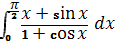 ∫₀^{π/2} (x + sin x)/(1 + cos x) dx